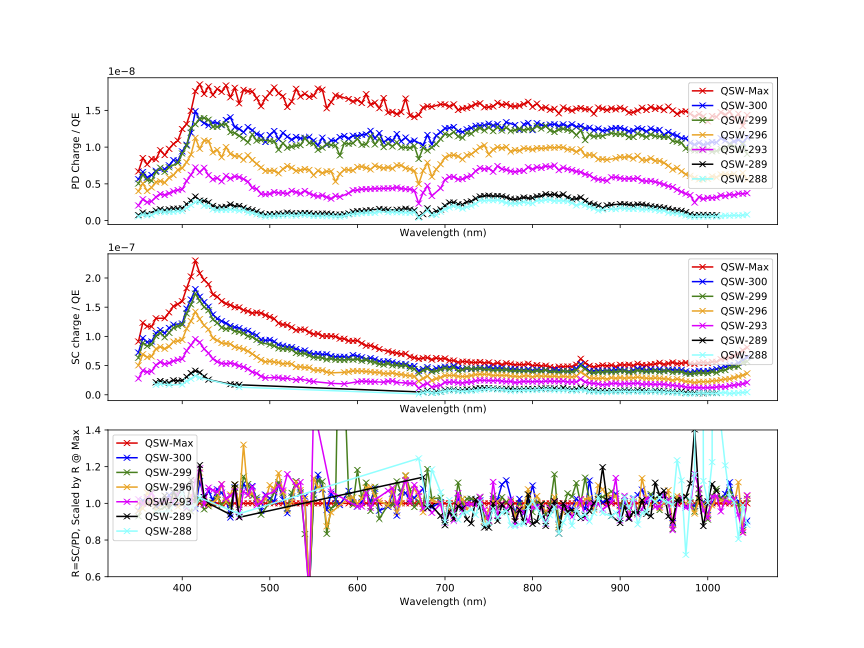 1e−8
PD Charge / QE
1.5
1.0
0.5
0.0
QSW-Max
QSW-300
QSW-299
QSW-296
QSW-293
QSW-289
QSW-288
Wavelength (nm)
1e−7
SC charge / QE
2.0
1.5
1.0
0.5
0.0
QSW-Max
QSW-300
QSW-299
QSW-296
QSW-293
QSW-289
QSW-288
Wavelength (nm)
R=SC/PD, Scaled by R @ Max
1.4
1.2
1.0
0.8
0.6
QSW-Max
QSW-300
QSW-299
QSW-296
QSW-293
QSW-289
QSW-288
400 500 600 700 800 900 1000
Wavelength (nm)